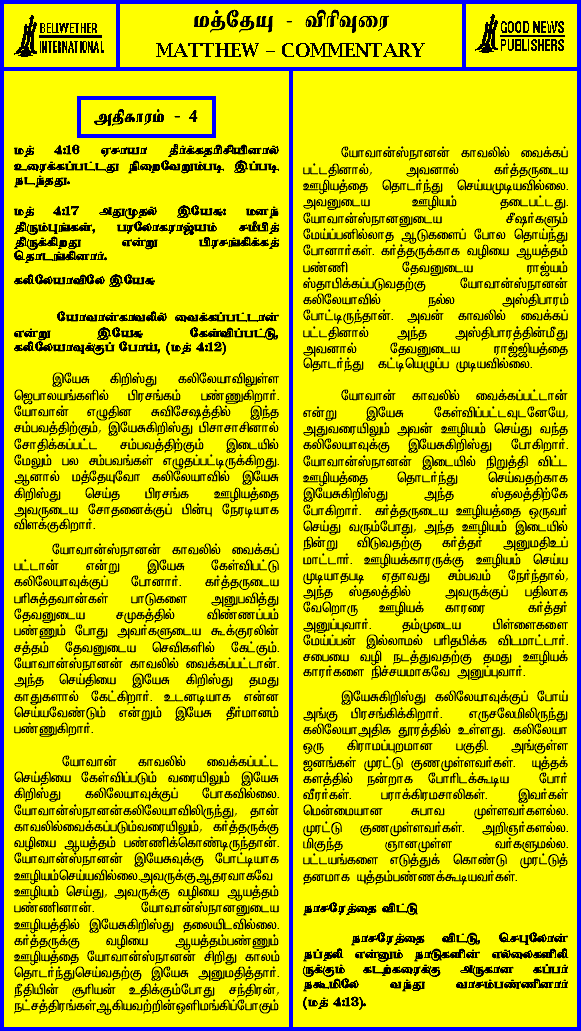 BELIWETHER
INTERNATIONAL
மத்தேயு - விரிவுரை
MATTHEW – COMMENTARY
GOOD NEWS
PUBLISHERS
அதிகாரம் - 4
மத் 4:16 ஏசாயா தீர்க்கதரிசியினால்
உரைக்கப்பட்டது நிறைவேறும்படி இப்படி
நடந்தது.
மத் 4:17 அதுமுதல் இயேசு: மனந்
திரும்புங்கள், பரலோகராஜ்யம் சமீபித்
திருக்கிறது என்று பிரசங்கிக்கத்
தொடங்கினார்.
கலிலேயாவிலே இயேசு
யோவான்காவலில் வைக்கப்பட்டான்
என்று இயேசு கேள்விப்பட்டு,
கலிலேயாவுக்குப் போய், (மத் 4:12)
இயேசு கிறிஸ்து கலிலேயாவிலுள்ள
ஜெபாலயங்களில் பிரசங்கம் பண்ணுகிறார்.
யோவான் எழுதின சுவிசேஷத்தில் இந்த
சம்பவத்திற்கும், இயேசுகிறிஸ்து பிசாசாசினால்
சோதிக்கப்பட்ட சம்பவத்திற்கும் இடையில்
மேலும் பல சம்பவங்கள் எழுதப்பட்டிருக்கிறது.
ஆனால் மத்தேயுவோ கலிலேயாவில் இயேசு
கிறிஸ்து செய்த பிரசங்க ஊழியத்தை
அவருடைய சோதனைக்குப் பின்பு நேரடியாக
விளக்குகிறார்.
யோவான்ஸ்நானன் காவலில் வைக்கப்
பட்டான் என்று இயேசு கேள்விபட்டு
கலிலேயாவுக்குப் போனார். கர்த்தருடைய
பரிசுத்தவான்கள் பாடுகளை அனுபவித்து
தேவனுடைய சமுகத்தில் விண்ணப்பம்
பண்ணும் போது அவர்களுடைய கூக்குரலின்
சத்தம் தேவனுடைய செவிகளில் கேட்கும்.
யோவான்ஸ்நானன் காவலில் வைக்கப்பட்டான்.
அந்த செய்தியை இயேசு கிறிஸ்து தமது
காதுகளால் கேட்கிறார். உடனடியாக என்ன
செய்யவேண்டும் என்றும் இயேசு தீர்மானம்
பண்ணுகிறார்.
யோவான் காவலில் வைக்கப்பட்ட
செய்தியை கேள்விப்படும் வரையிலும் இயேசு
கிறிஸ்து கலிலேயாவுக்குப் போகவில்லை.
யோவான்ஸ்நானன்கலிலேயாவிலிருந்து, தான்
காவலில்வைக்கப்படும்வரையிலும், கர்த்தருக்கு
வழியை ஆயத்தம் பண்ணிக்கொண்டிருந்தான்.
யோவான்ஸ்நானன் இயேசுவுக்கு போட்டியாக
ஊழியம்செய்யவில்லை.அவருக்குஆதரவாகவே
ஊழியம் செய்து, அவருக்கு வழியை ஆயத்தம்
பண்ணினான். யோவான்ஸ்நானனுடைய
ஊழியத்தில் இயேசுகிறிஸ்து தலையிடவில்லை.
கர்த்தருக்கு வழியை ஆயத்தம்பண்ணும்
ஊழியத்தை யோவான்ஸ்நானன் சிறிது காலம்
தொடர்ந்துசெய்வதற்கு இயேசு அனுமதித்தார்.
நீதியின் சூரியன் உதிக்கும்போது சந்திரன்,
நட்சத்திரங்கள்ஆகியவற்றின்ஒளிமங்கிப்போகும்
யோவான்ஸ்நானன் காவலில் வைக்கப்
பட்டதினால், அவனால் கர்த்தருடைய
ஊழியத்தை தொடர்ந்து செய்யமுடியவில்லை.
அவனுடைய ஊழியம் தடைபட்டது.
யோவான்ஸ்நானனுடைய சீஷர்களும்
மேய்ப்பனில்லாத ஆடுகளைப் போல தொய்ந்து
போனார்கள். கர்த்தருக்காக வழியை ஆயத்தம்
பண்ணி தேவனுடைய ராஜ்யம்
ஸ்தாபிக்கப்படுவதற்கு யோவான்ஸ்நானன்
கலிலேயாவில் நல்ல அஸ்திபாரம்
போட்டிருந்தான். அவன் காவலில் வைக்கப்
பட்டதினால் அந்த அஸ்திபாரத்தின்மீது
அவனால் தேவனுடைய ராஜ்ஜியத்தை
தொடர்ந்து கட்டியெழுப்ப முடியவில்லை.
யோவான் காவலில் வைக்கப்பட்டான்
என்று இயேசு கேள்விப்பட்டவுடனேயே,
அதுவரையிலும் அவன் ஊழியம் செய்து வந்த
கலிலேயாவுக்கு இயேசுகிறிஸ்து போகிறார்.
யோவான்ஸ்நானன் இடையில் நிறுத்தி விட்ட
ஊழியத்தை தொடர்ந்து செய்வதற்காக
இயேசுகிறிஸ்து அந்த ஸ்தலத்திற்கே
போகிறார். கர்த்தருடைய ஊழியத்தை ஒருவர்
செய்து வரும்போது, அந்த ஊழியம் இடையில்
நின்று விடுவதற்கு கர்த்தர் அனுமதிஉப்
மாட்டார். ஊழியக்காரருக்கு ஊழியம் செய்ய
முடியாதபடி ஏதாவது சம்பவம் நேர்ந்தால்,
அந்த ஸ்தலத்தில் அவருக்குப் பதிலாக
வேறொரு ஊழியக் காரரை கர்த்தர்
அனுப்புவார். தம்முடைய பிள்ளைகளை
மேய்ப்பன் இல்லாமல் பரிதபிக்க விடமாட்டார்.
சபையை வழி நடத்துவதற்கு தமது ஊழியக்
காரர்களை நிச்சயமாகவே அனுப்புவார்.
இயேசுகிறிஸ்து கலிலேயாவுக்குப் போய்
அங்கு பிரசங்கிக்கிறார். எருசலேமிலிருந்து
கலிலேயாஅதிக தூரத்தில் உள்ளது. கலிலேயா
ஒரு கிராமப்புறமான பகுதி. அங்குள்ள
ஜனங்கள் முரட்டு குணமுள்ளவர்கள். யுத்தக்
களத்தில் நன்றாக போரிடக்கூடிய போர்
வீரர்கள். பராக்கிரமசாலிகள். இவர்கள்
மென்மையான சுபாவ முள்ளவர்களல்ல.
முரட்டு குணமுள்ளவர்கள். அறிஞர்களல்ல.
மிகுந்த ஞானமுள்ள வர்களுமல்ல.
பட்டயங்களை எடுத்துக் கொண்டு முரட்டுத்
தனமாக யுத்தம்பண்ணக்கூடியவர்கள்.
நாசரேத்தை விட்டு
நாசரேத்தை விட்டு, செபுலோன்
நப்தலி என்னும் நாடுகளின் எல்லைகளிலி
ருக்கும் கடற்கரைக்கு அருகான கப்பர்
நகூமிலே வந்து வாசம்பண்ணினார்
(மத் 4:13).